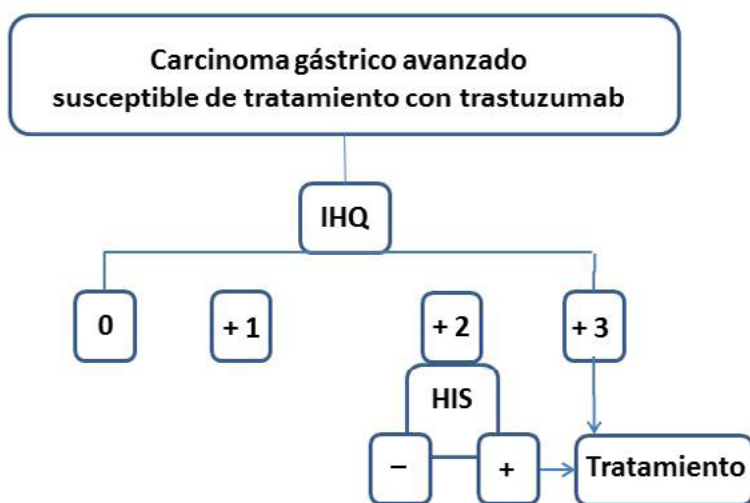 Carcinoma gástrico avanzado
susceptible de tratamiento con trastuzumab
IHQ
0
+ 1
+ 2
+ 3
HIS
–
+
Tratamiento